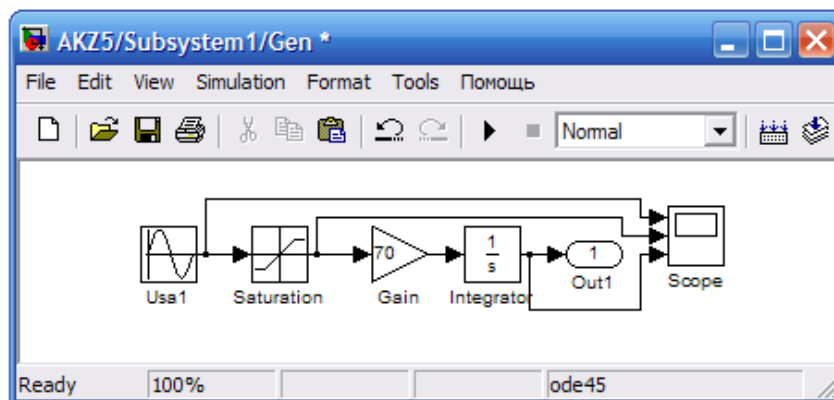 AKZ5/Subsystem1/Gen *
File Edit View Simulation Format Tools Помощь
Normal
70
1
s
1
Usa1
Saturation
Gain
Integrator
Out1
Scope
Ready 100% ode45